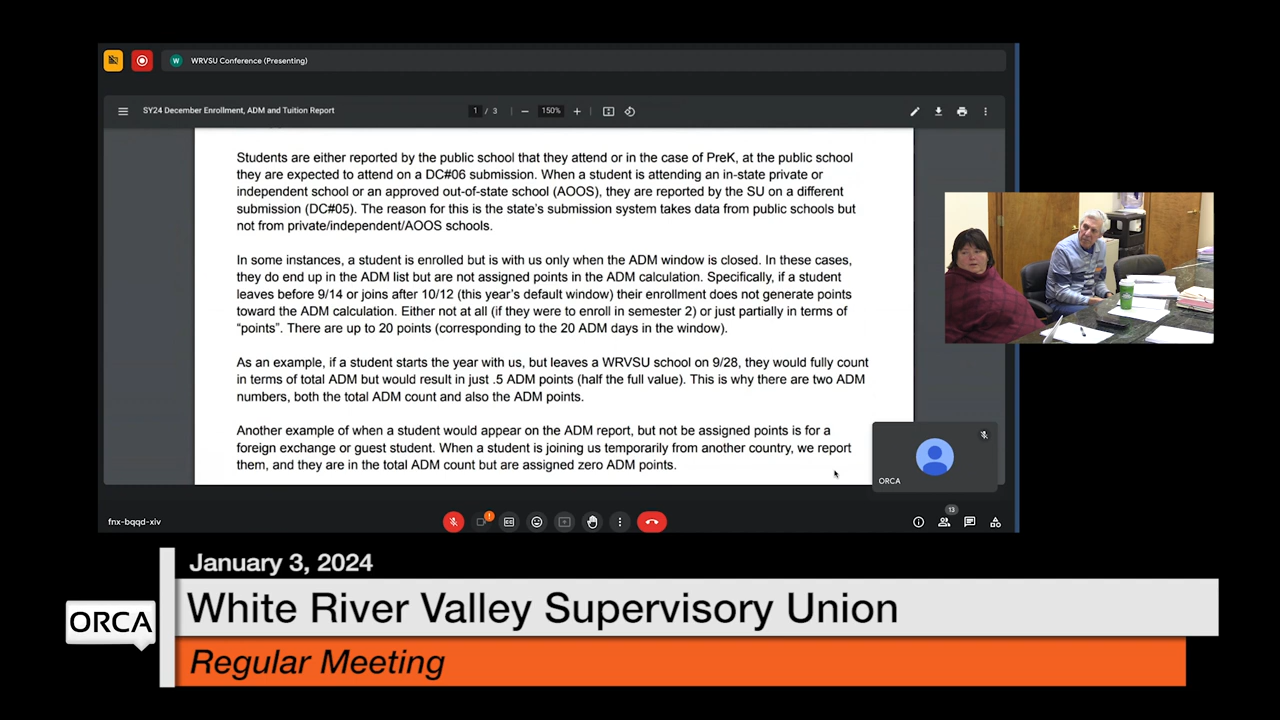 W WRVSU Conference (Presenting)
SY24 December Enrollment, ADM and Tuition Report
1 / 3
150%
Students are either reported by the public school that they attend or in the case of PreK, at the public school
they are expected to attend on a DC#06 submission. When a student is attending an in-state private or
independent school or an approved out-of-state school (AOOS), they are reported by the SU on a different
submission (DC#05). The reason for this is the state's submission system takes data from public schools but
not from private/independent/AOOS schools.
In some instances, a student is enrolled but is with us only when the ADM window is closed. In these cases,
they do end up in the ADM list but are not assigned points in the ADM calculation. Specifically, if a student
leaves before 9/14 or joins after 10/12 (this year's default window) their enrollment does not generate points
toward the ADM calculation. Either not at all (if they were to enroll in semester 2) or just partially in terms of
“points”. There are up to 20 points (corresponding to the 20 ADM days in the window).
As an example, if a student starts the year with us, but leaves a WRVSU school on 9/28, they would fully count
in terms of total ADM but would result in just .5 ADM points (half the full value). This is why there are two ADM
numbers, both the total ADM count and also the ADM points.
Another example of when a student would appear on the ADM report, but not be assigned points is for a
foreign exchange or guest student. When a student is joining us temporarily from another country, we report
them, and they are in the total ADM count but are assigned zero ADM points.
ORCA
fnx-bqqd-xiv
13
January 3, 2024
ORCA
White River Valley Supervisory Union
Regular Meeting